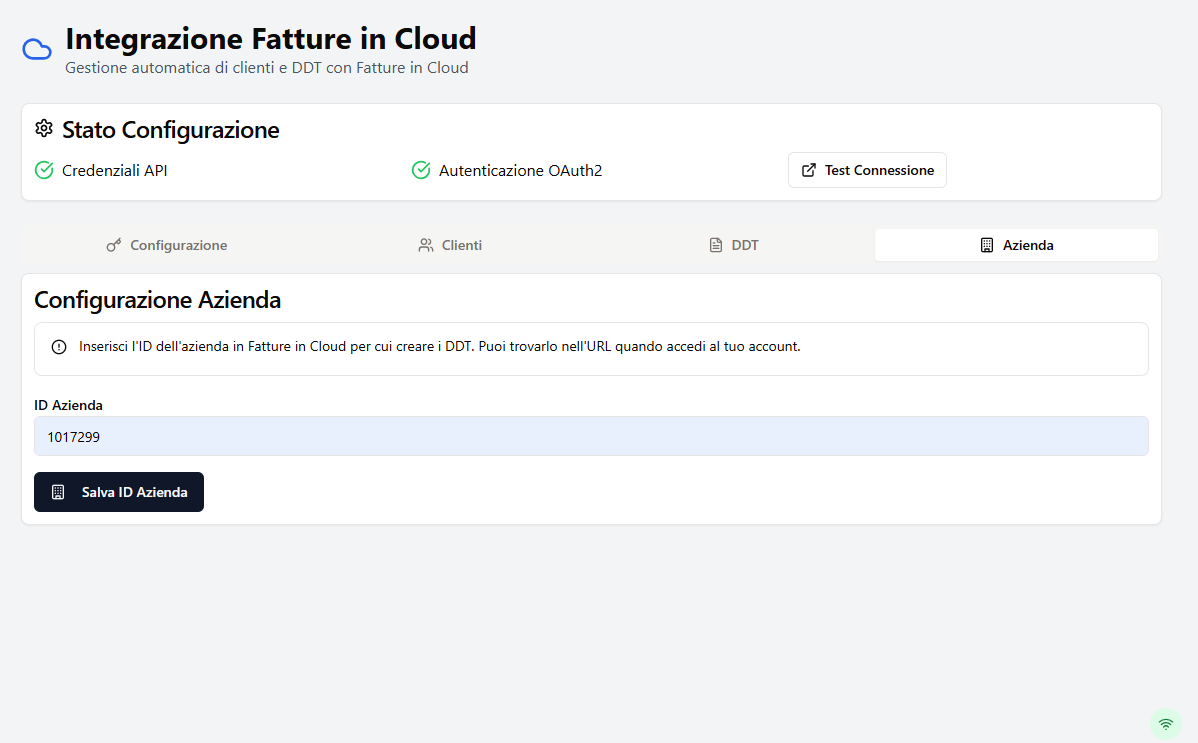 Integrazione Fatture in Cloud
Gestione automatica di clienti e DDT con Fatture in Cloud
Stato Configurazione
Credenziali API
Autenticazione OAuth2
Test Connessione
Configurazione
Clienti
DDT
Azienda
Configurazione Azienda
Inserisci l'ID dell'azienda in Fatture in Cloud per cui creare i DDT. Puoi trovarlo nell'URL quando accedi al tuo account.
ID Azienda
1017299
Salva ID Azienda